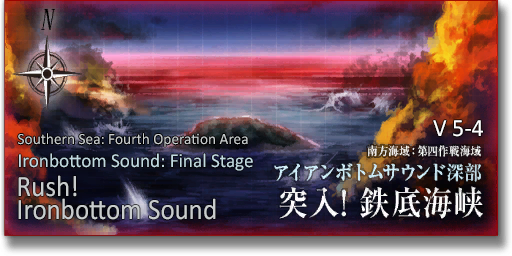 N
Southern Sea: Fourth Operation Area
Ironbottom Sound: Final Stage
Rush!
Ironbottom Sound
V 5-4
南方海域：第四作戦海域
アイアンボトムサウンド深部
突入! 鉄底海峡